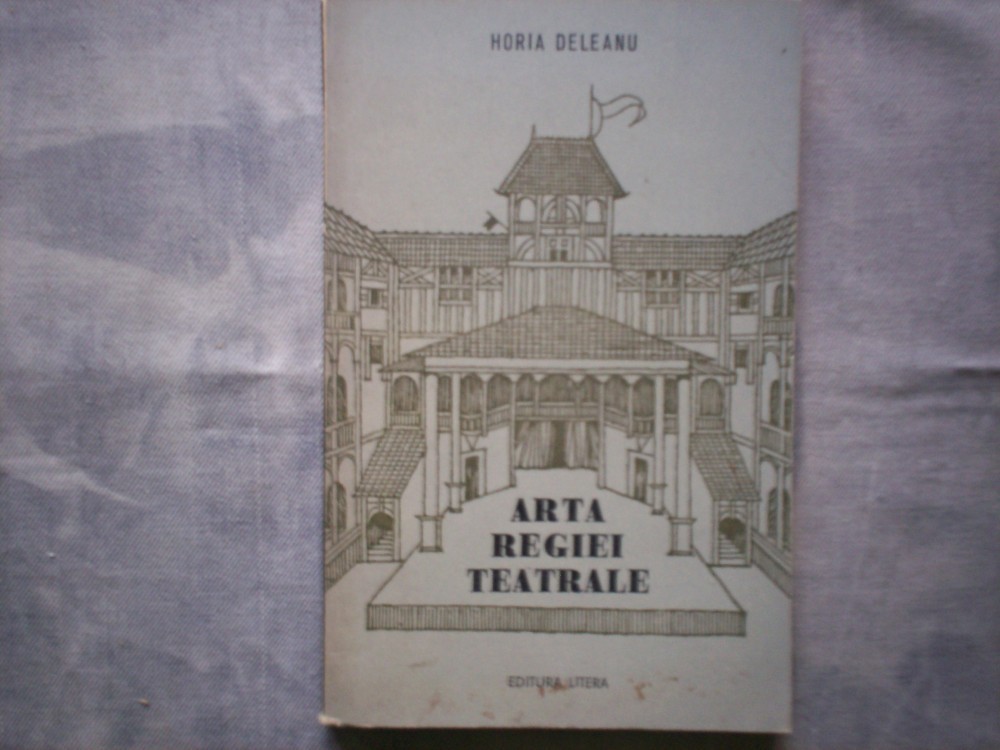 HORIA DELEANU
ARTA
REGIEI
TEATRALE
EDITURA LITERA